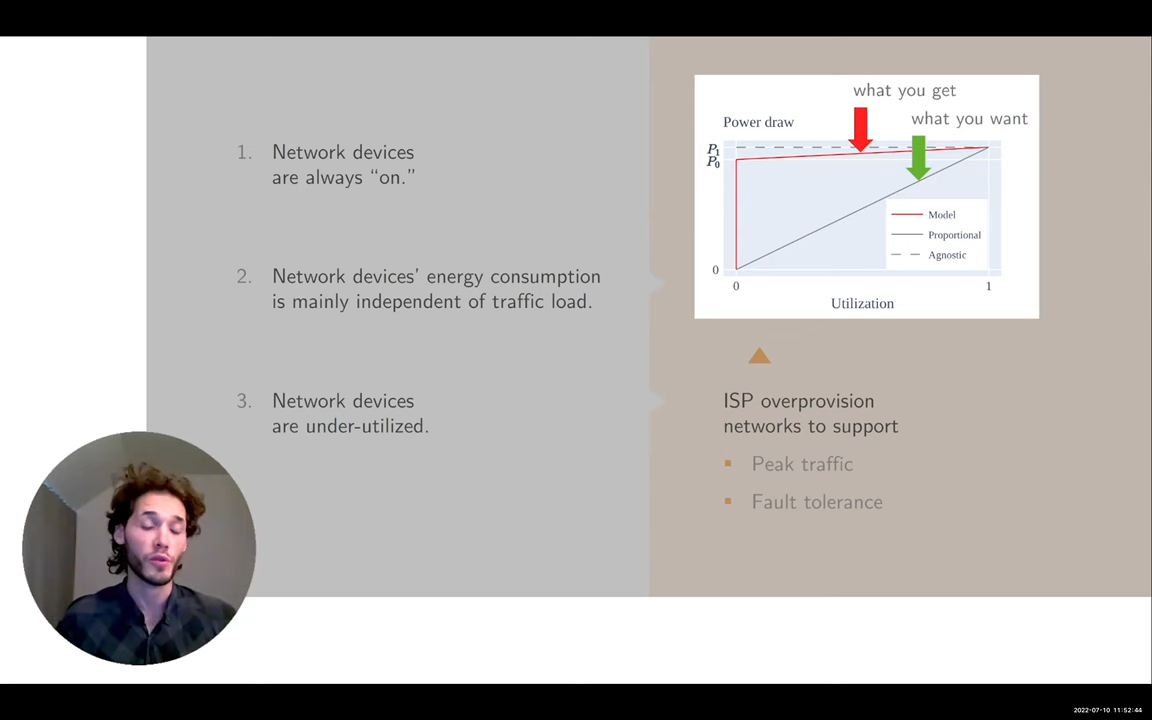 1. Network devices
are always “on.”
2. Network devices’ energy consumption
is mainly independent of traffic load.
3. Network devices
are under-utilized.
what you get
what you want
Power draw
P1
P0
0
0
1
Utilization
Model
Proportional
Agnostic
ISP overprovision
networks to support
▪ Peak traffic
▪ Fault tolerance
2022-07-10 11:52:44